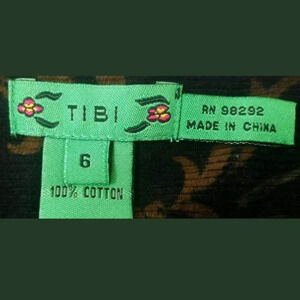 TIBI
RN 98292
MADE IN CHINA
6
100% COTTON